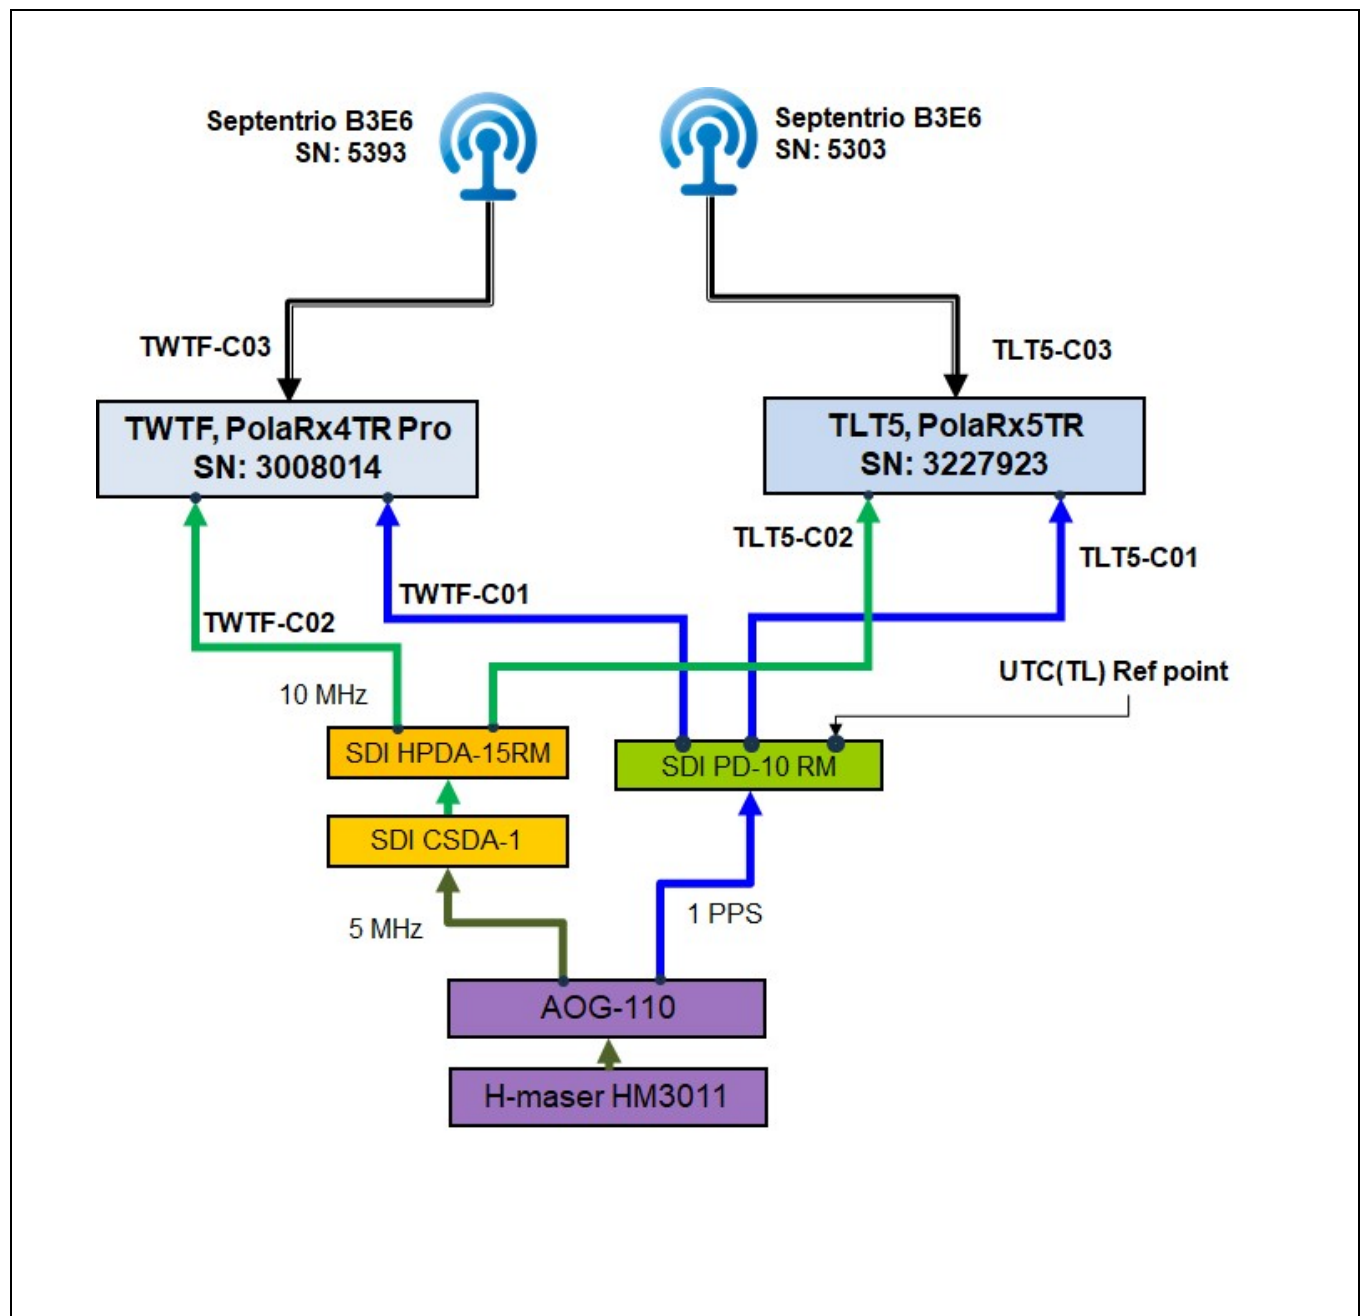 Septentrio B3E6
SN: 5393
Septentrio B3E6
SN: 5303
TWTF-C03
TLT5-C03
TWTF, PolaRx4TR Pro
SN: 3008014
TLT5, PolaRx5TR
SN: 3227923
TLT5-C02
TLT5-C01
TWTF-C01
TWTF-C02
UTC(TL) Ref point
10 MHz
SDI HPDA-15RM
SDI PD-10 RM
SDI CSDA-1
5 MHz
1 PPS
AOG-110
H-maser HM3011